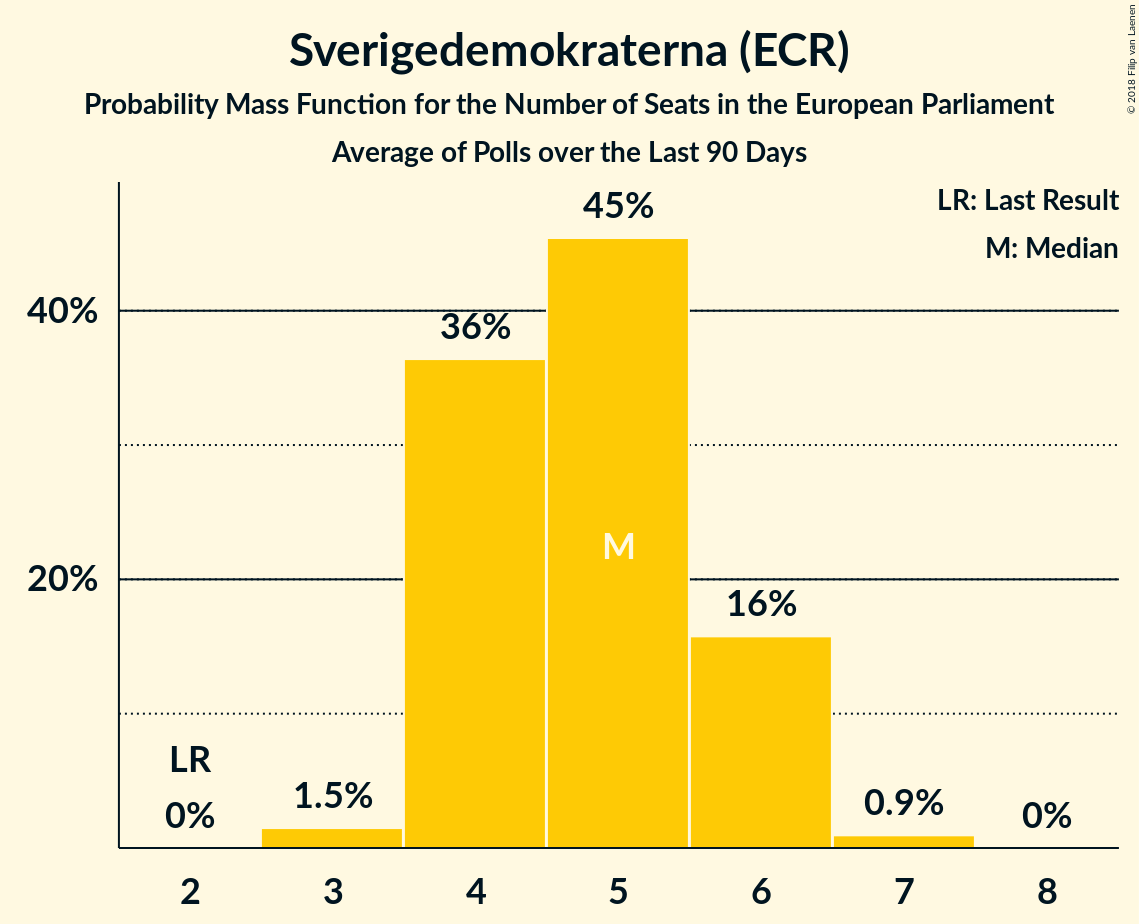 Sverigedemokraterna (ECR)
Probability Mass Function for the Number of Seats in the European Parliament
Average of Polls over the Last 90 Days
© 2018 Filip van Laenen
LR: Last Result
M: Median
45%
40%
36%
M
20%
16%
LR
0%
1.5%
0.9%
0%
2 3 4 5 6 7 8